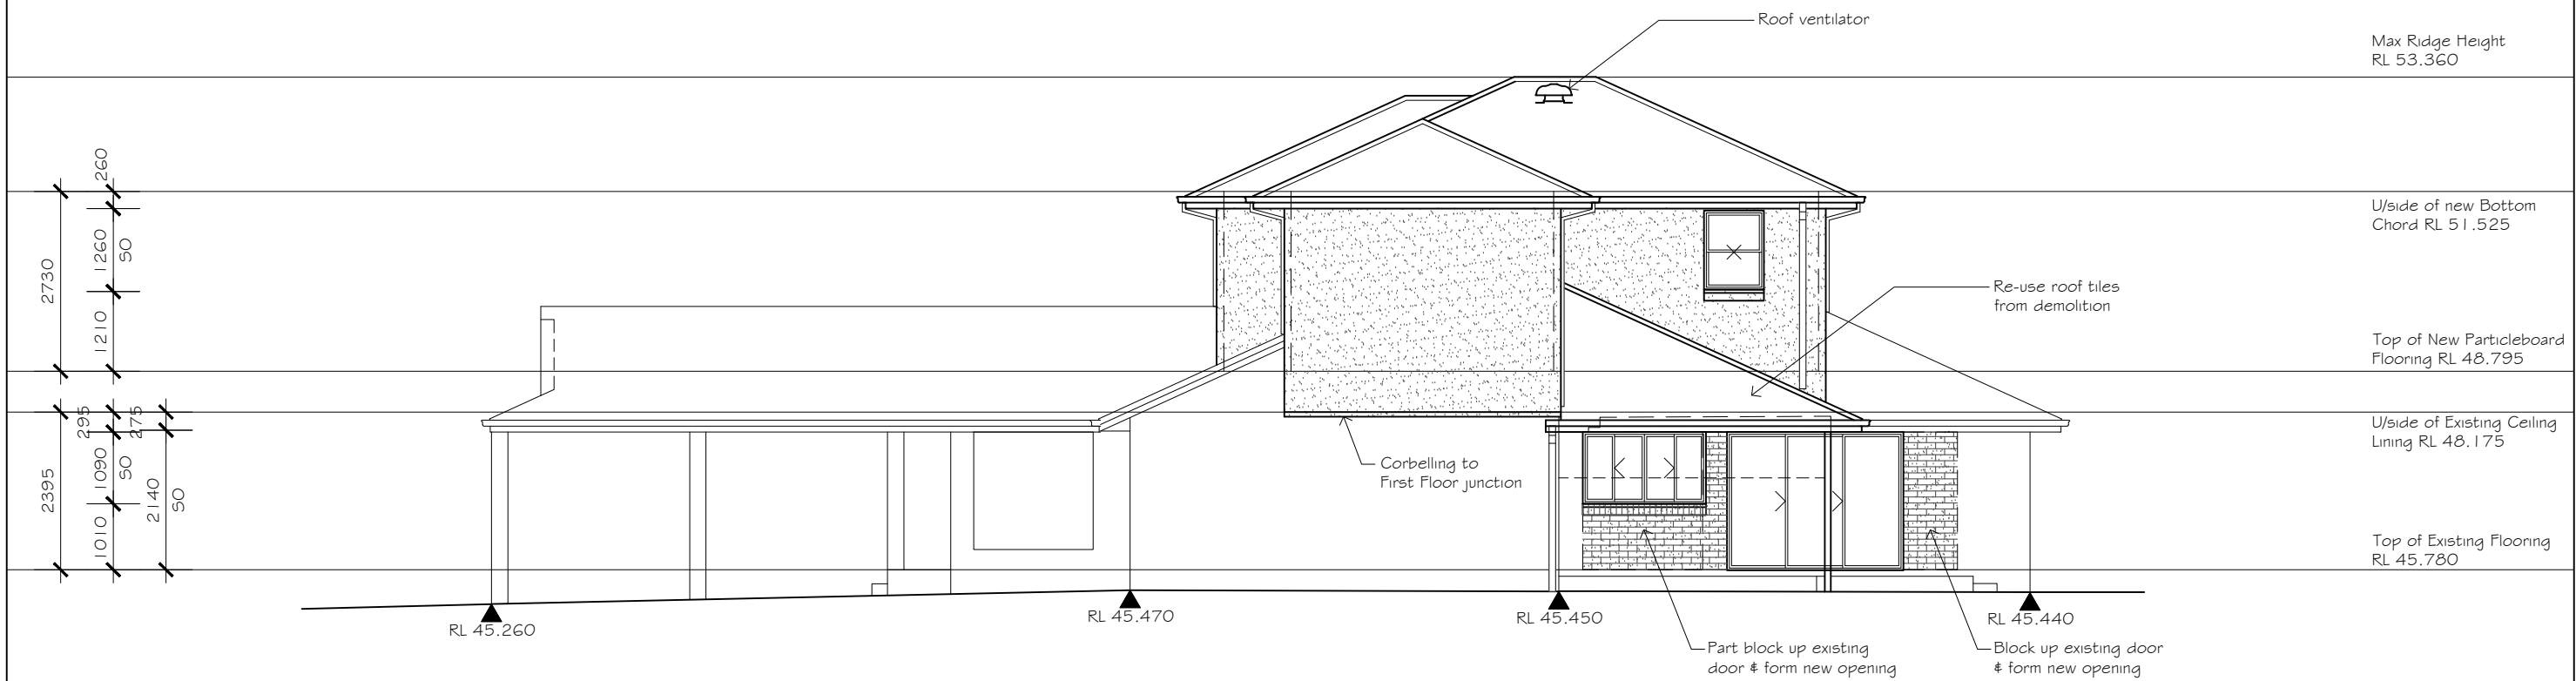 Roof ventilator
Max Ridge Height
RL 53.360
260
1260
50
2730
1210
U/side of new Bottom
Chord RL 51.525
Re-use roof tiles
from demolition
Top of New Particleboard
Flooring RL 48.795
295
275
1090
50
2395
2140
50
1010
U/side of Existing Ceiling
Lining RL 48.175
Corbelling to
First Floor junction
Top of Existing Flooring
RL 45.780
RL 45.260
RL 45.470
RL 45.450
RL 45.440
Part block up existing
door & form new opening
Block up existing door
& form new opening